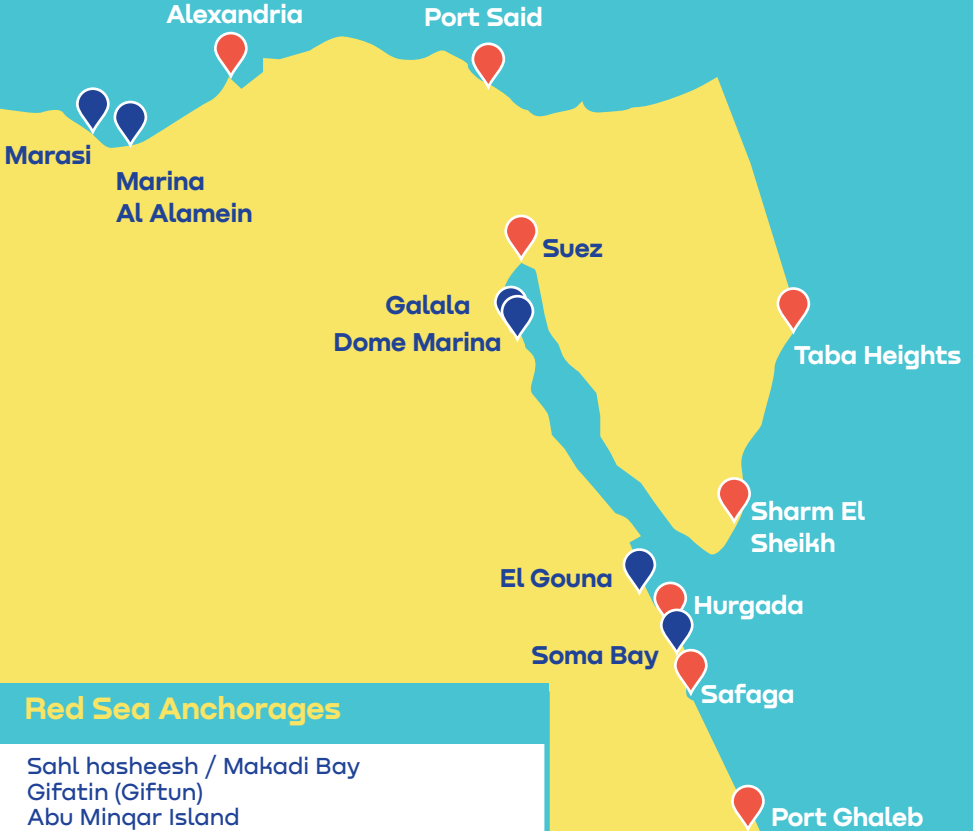 Alexandria
Port Said
Marasi
Marina
Al Alamein
Suez
Galala
Dome Marina
Taba Heights
Sharm El
Sheikh
El Gouna
Hurgada
Soma Bay
Safaga
Red Sea Anchorages
Sahl hasheesh / Makadi Bay
Gifatin (Giftun)
Abu Minqar Island
Port Ghaleb